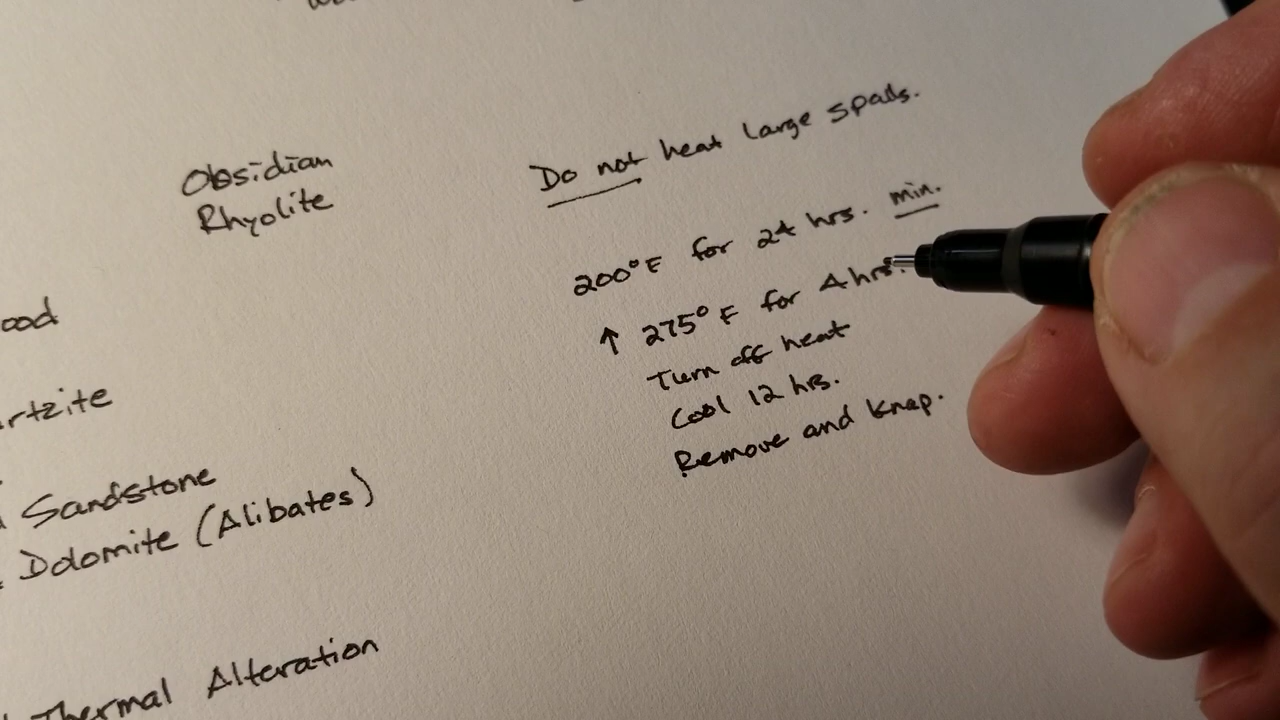 Obsidian
Rhyolite
ood
rtzite
Sandstone
Dolomite (Alibates)
Thermal Alteration
Do not heat large spalls.
200°F for 24 hrs. min.
↑ 275°F for 4 hrs.
Turn off heat
Cool 12 hrs.
Remove and knap.